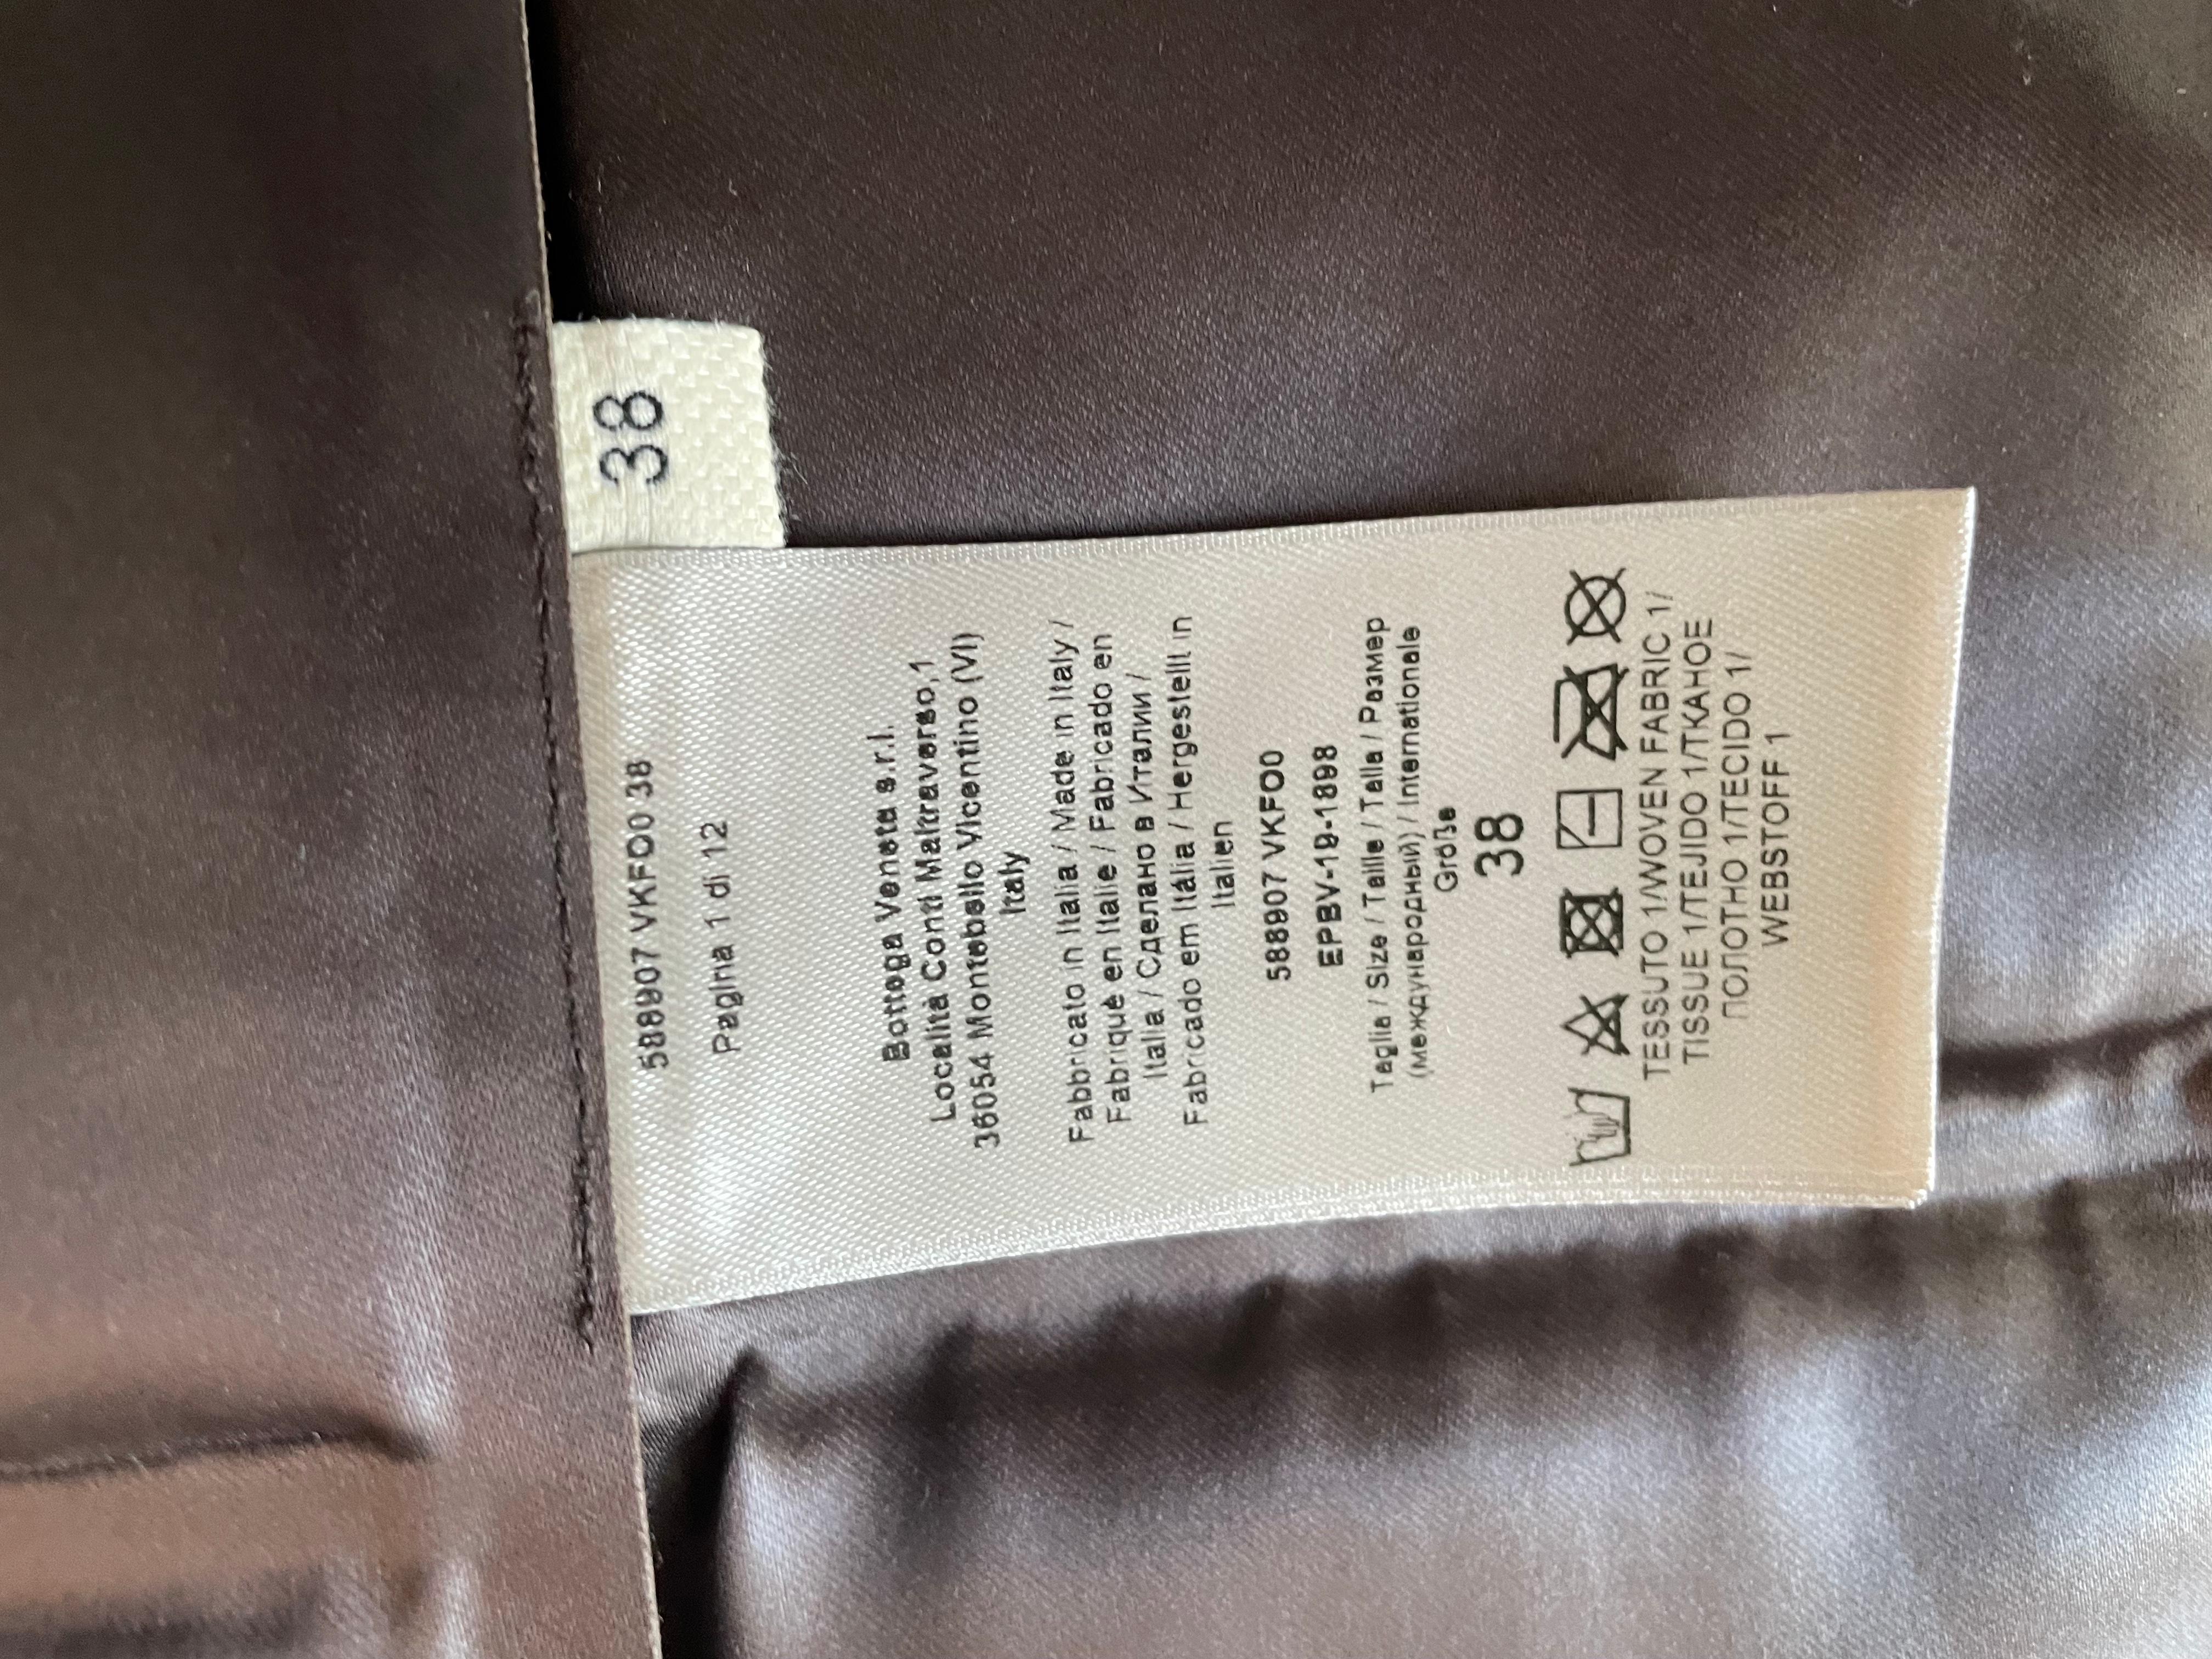 38
588907 VKFO0 38
Pagina 1 di 12
Bottega Veneta s.r.l.
Località Conti Maltraverso,1
36054 Montebello Vicentino (VI)
Italy
Fabbricato in Italia / Made in Italy /
Fabriqué en Italie / Fabricado en
Italia / Сделано в Италии /
Fabricado em Itália / Hergestellt in
Italien
588907 VKFO0
EPBV-19-1898
Taglia / Size / Taille / Talla / Размер
(международный) / Internationale
Größe
38
TESSUTO 1/WOVEN FABRIC 1/
TISSUE 1/TEJIDO 1/ТКАНОЕ
ПОЛОТНО 1/TECIDO 1/
WEBSTOFF 1